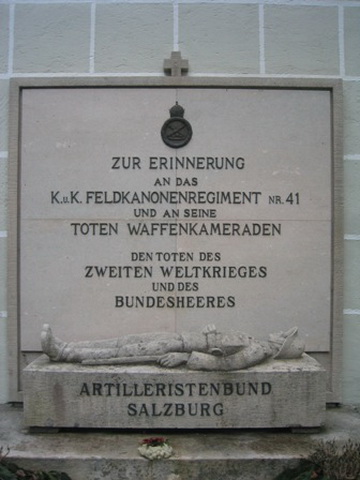 ZUR ERINNERUNG
AN DAS
K.u.K. FELDKANONENREGIMENT NR. 41
UND AN SEINE
TOTEN WAFFENKAMERADEN
DEN TOTEN DES
ZWEITEN WELTKRIEGES
UND DES
BUNDESHEERES
ARTILLERISTENBUND
SALZBURG